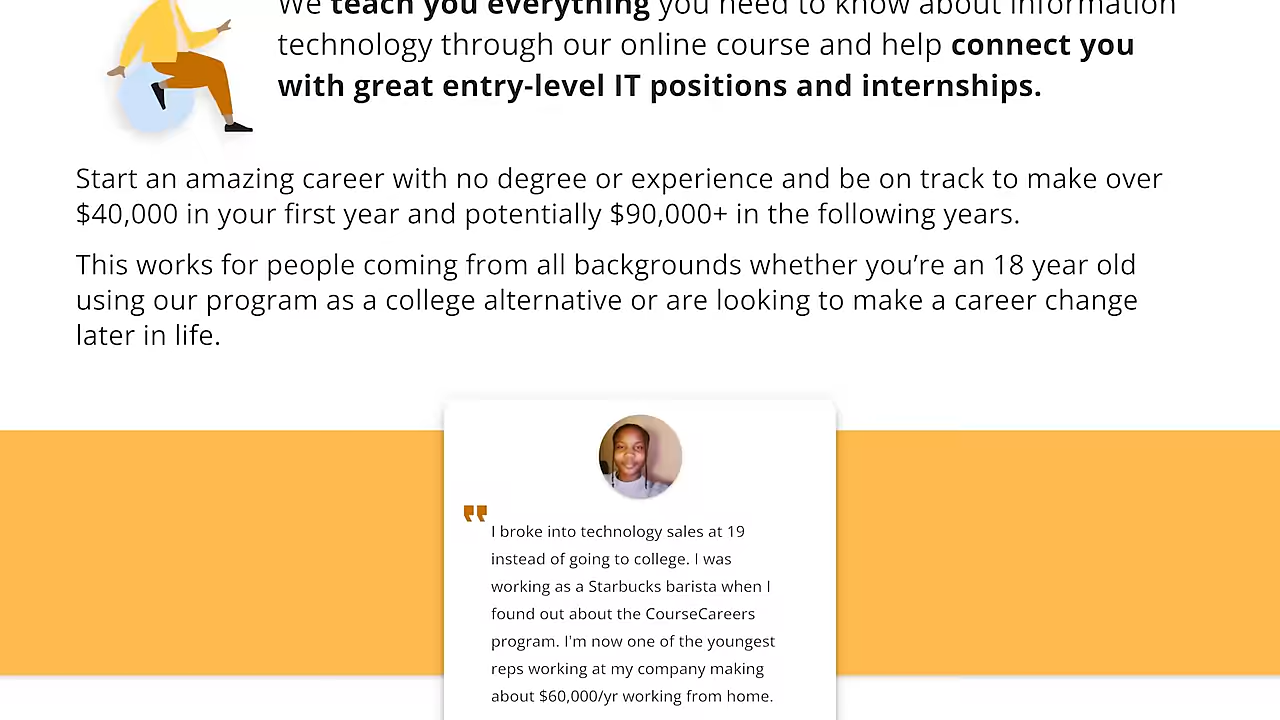 We teach you everything you need to know about information
technology through our online course and help connect you
with great entry-level IT positions and internships.
Start an amazing career with no degree or experience and be on track to make over
$40,000 in your first year and potentially $90,000+ in the following years.
This works for people coming from all backgrounds whether you’re an 18 year old
using our program as a college alternative or are looking to make a career change
later in life.
I broke into technology sales at 19
instead of going to college. I was
working as a Starbucks barista when I
found out about the CourseCareers
program. I'm now one of the youngest
reps working at my company making
about $60,000/yr working from home.